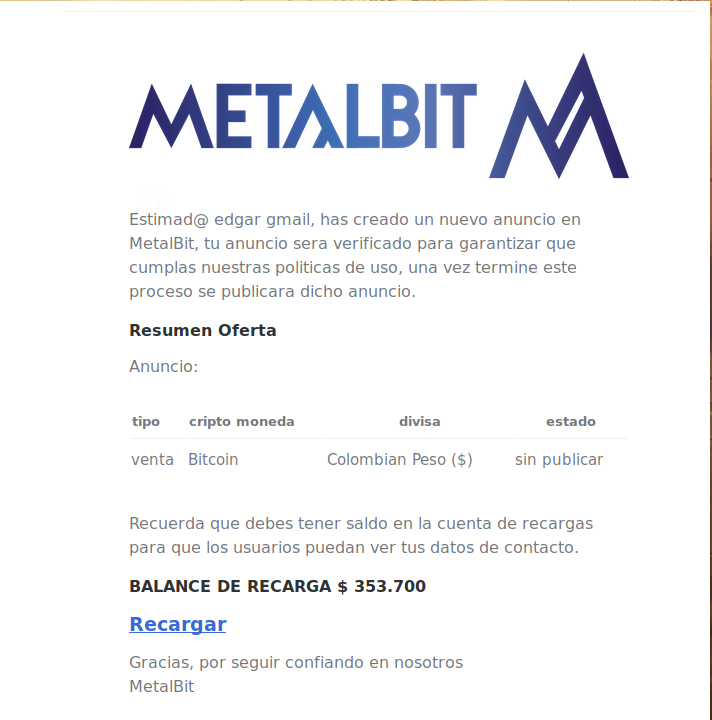 METALBIT
Estimad@ edgar gmail, has creado un nuevo anuncio en
MetalBit, tu anuncio sera verificado para garantizar que
cumplas nuestras politicas de uso, una vez termine este
proceso se publicara dicho anuncio.
Resumen Oferta
Anuncio:
tipo cripto moneda divisa estado
venta Bitcoin Colombian Peso ($) sin publicar
Recuerda que debes tener saldo en la cuenta de recargas
para que los usuarios puedan ver tus datos de contacto.
BALANCE DE RECARGA $ 353.700
Recargar
Gracias, por seguir confiando en nosotros
MetalBit